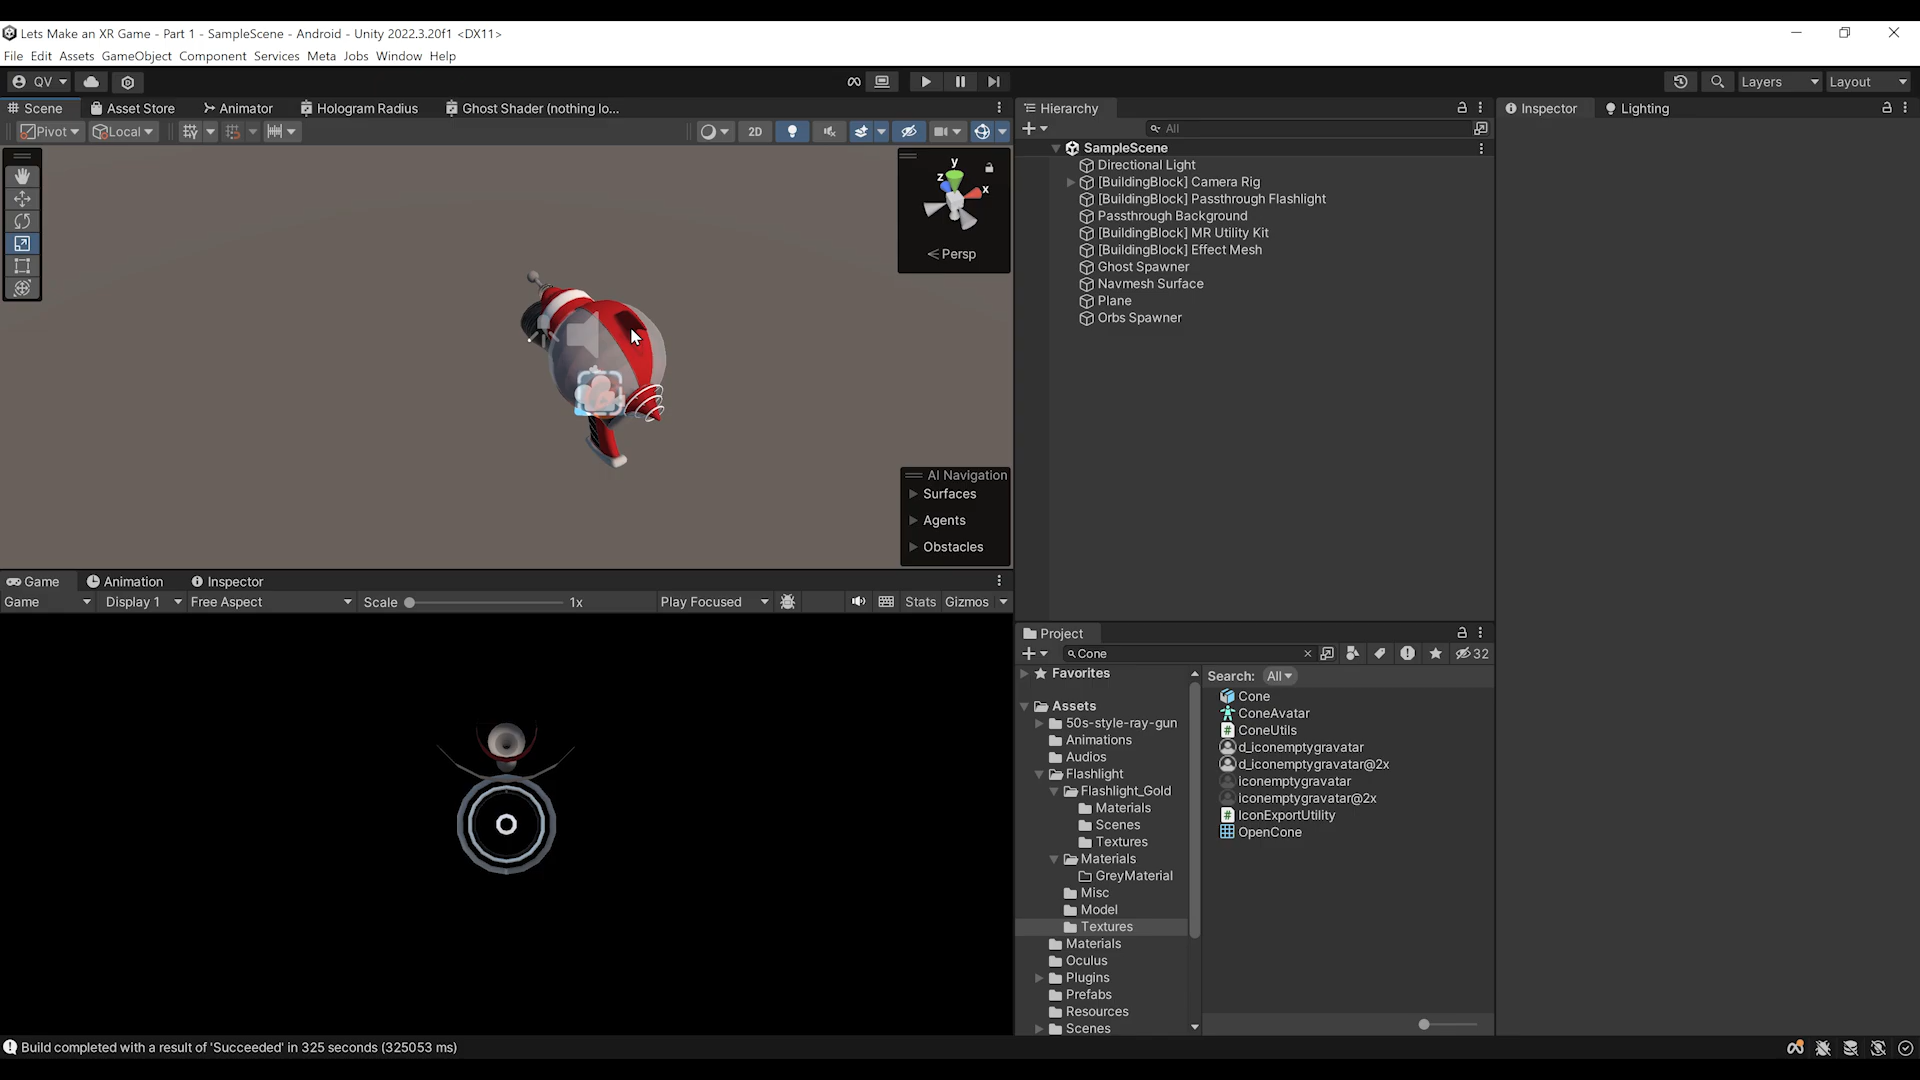 Lets Make an XR Game - Part 1 - SampleScene - Android - Unity 2022.3.20f1 <DX11>
File Edit Assets GameObject Component Services Meta Jobs Window Help
QV Layers Layout
Scene Asset Store Animator Hologram Radius Ghost Shader (nothing lo...
Pivot Local 2D
y
z
x
Persp
AI Navigation
Surfaces
Agents
Obstacles
Game Animation Inspector
Game Display 1 Free Aspect Scale 1x Play Focused Stats Gizmos
Hierarchy
All
SampleScene
Directional Light
[BuildingBlock] Camera Rig
[BuildingBlock] Passthrough Flashlight
Passthrough Background
[BuildingBlock] MR Utility Kit
[BuildingBlock] Effect Mesh
Ghost Spawner
Navmesh Surface
Plane
Orbs Spawner
Inspector Lighting
Project
Cone 32
Favorites
Assets
50s-style-ray-gun
Animations
Audios
Flashlight
Flashlight_Gold
Materials
Scenes
Textures
Materials
GreyMaterial
Misc
Model
Textures
Materials
Oculus
Plugins
Prefabs
Resources
Scenes
Search: All
Cone
ConeAvatar
ConeUtils
d_iconemptygravatar
d_iconemptygravatar@2x
iconemptygravatar
iconemptygravatar@2x
IconExportUtility
OpenCone
Build completed with a result of 'Succeeded' in 325 seconds (325053 ms)